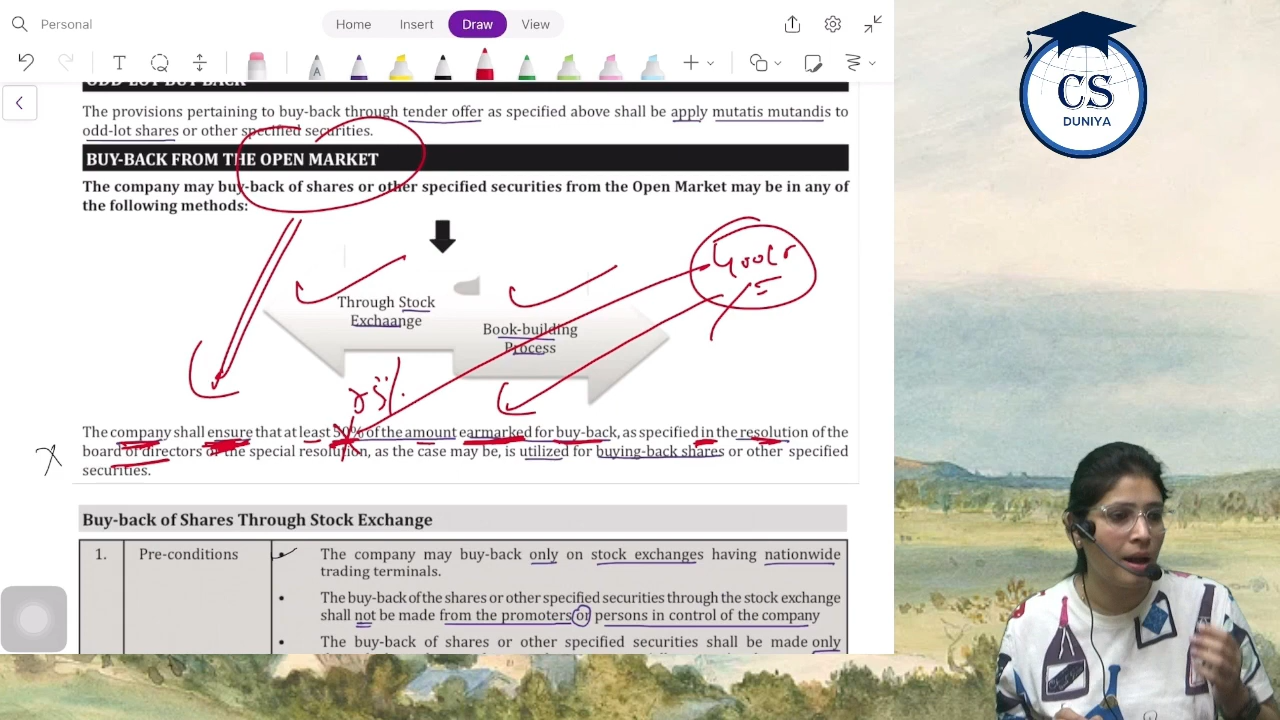 Personal
Home Insert Draw View
ODD-LOT BUY-BACK
The provisions pertaining to buy-back through tender offer as specified above shall be apply mutatis mutandis to
odd-lot shares or other specified securities.
BUY-BACK FROM THE OPEN MARKET
The company may buy-back of shares or other specified securities from the Open Market may be in any of
the following methods:
400Cr
Through Stock
Exchaange
Book-building
Process
The company shall ensure that at least 50% of the amount earmarked for buy-back, as specified in the resolution of the
board of directors or the special resolution, as the case may be, is utilized for buying-back shares or other specified
securities.
Buy-back of Shares Through Stock Exchange
1. Pre-conditions
• The company may buy-back only on stock exchanges having nationwide
trading terminals.
• The buy-back of the shares or other specified securities through the stock exchange
shall not be made from the promoters or persons in control of the company
• The buy-back of shares or other specified securities shall be made only
CS
DUNIYA